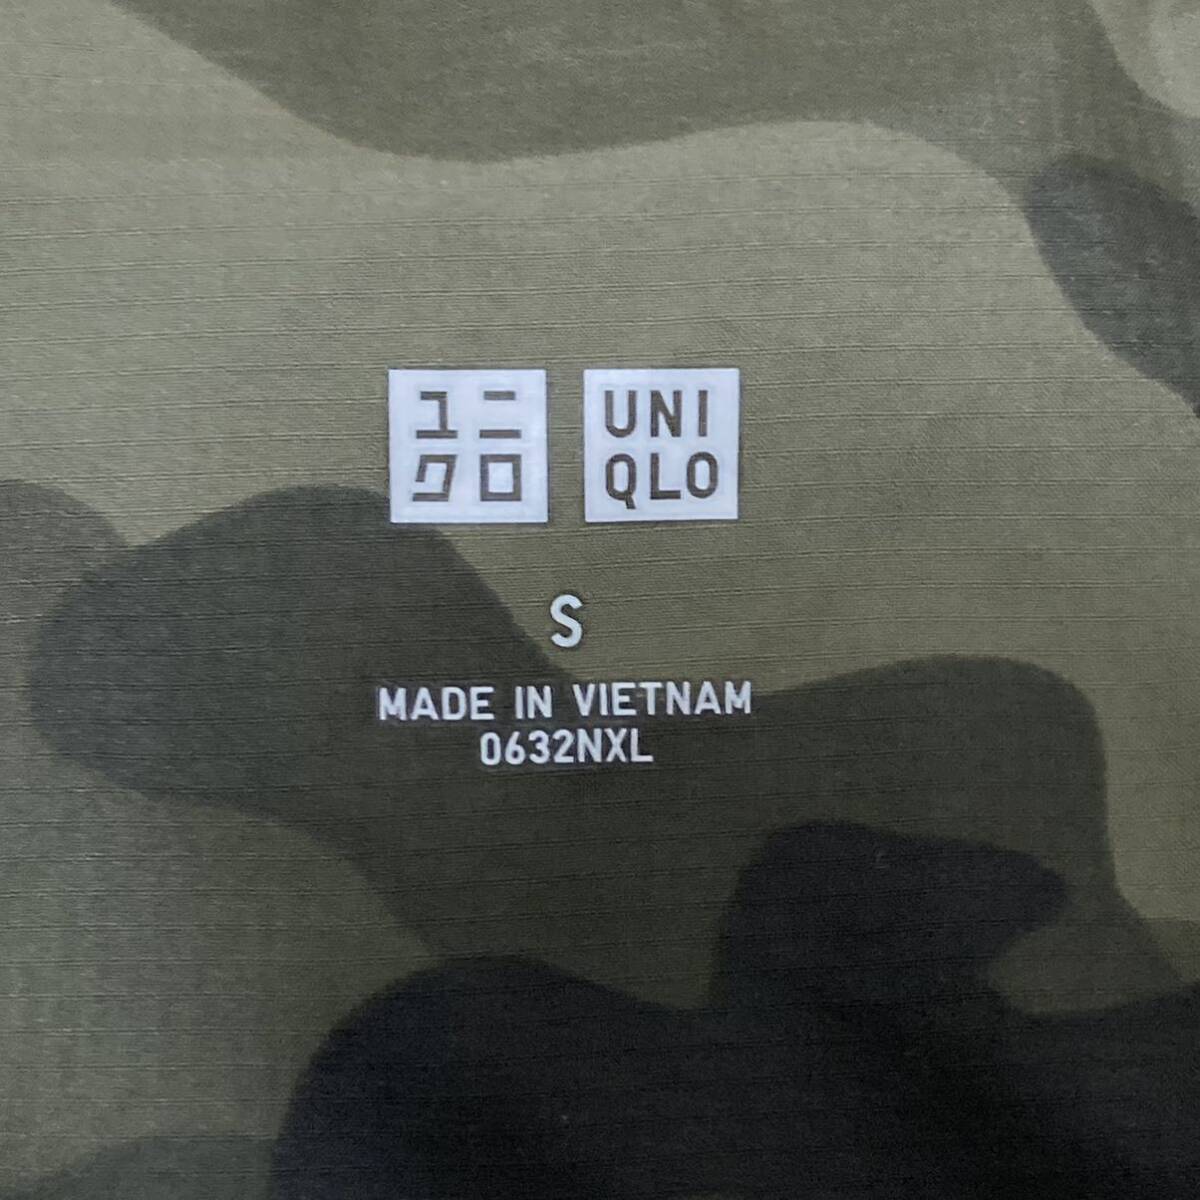 ユニ
クロ
UNI
QLO
S
MADE IN VIETNAM
0632NXL